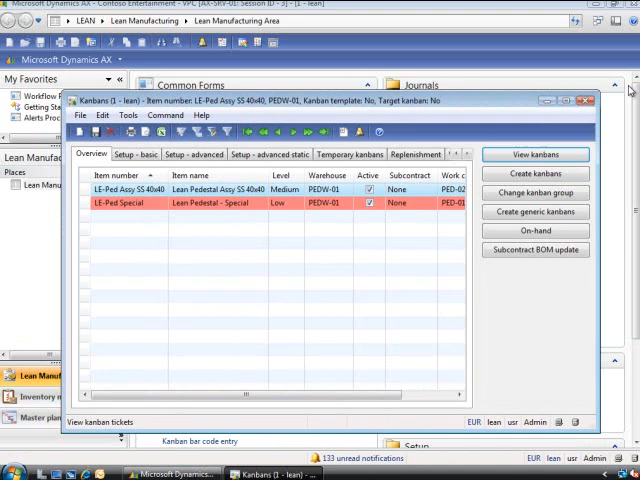 Microsoft Dynamics AX - Contoso Entertainment - VPC (AX-SRV-01: Session ID - 3) - [1 - lean]
LEAN
Lean Manufacturing
Lean Manufacturing Area
Microsoft Dynamics AX
My Favorites
Workflow
Getting Sta
Alerts Proc
Lean Manufac
Places
Lean Manu
Lean Manuf
Inventory
Master plan
Common Forms
Journals
Kanbans (1 - lean) - Item number: LE-Ped Assy SS 40x40, PEDW-01, Kanban template: No, Target kanban: No
File Edit Tools Command Help
Overview Setup - basic Setup - advanced Setup - advanced static Temporary kanbans Replenishment
Item number Item name Level Warehouse Active Subcontract Work c
LE-Ped Assy SS 40x40 Lean Pedestal Assy SS 40x40 Medium PEDW-01 None PED-02
LE-Ped Special Lean Pedestal - Special Low PEDW-01 None PED-01
View kanbans
Create kanbans
Change kanban group
Create generic kanbans
On-hand
Subcontract BOM update
View kanban tickets
EUR lean usr Admin
Kanban bar code entry
Setup
133 unread notifications
EUR lean usr Admin
Microsoft Dynamics...
Kanbans (1 - lean) - ...